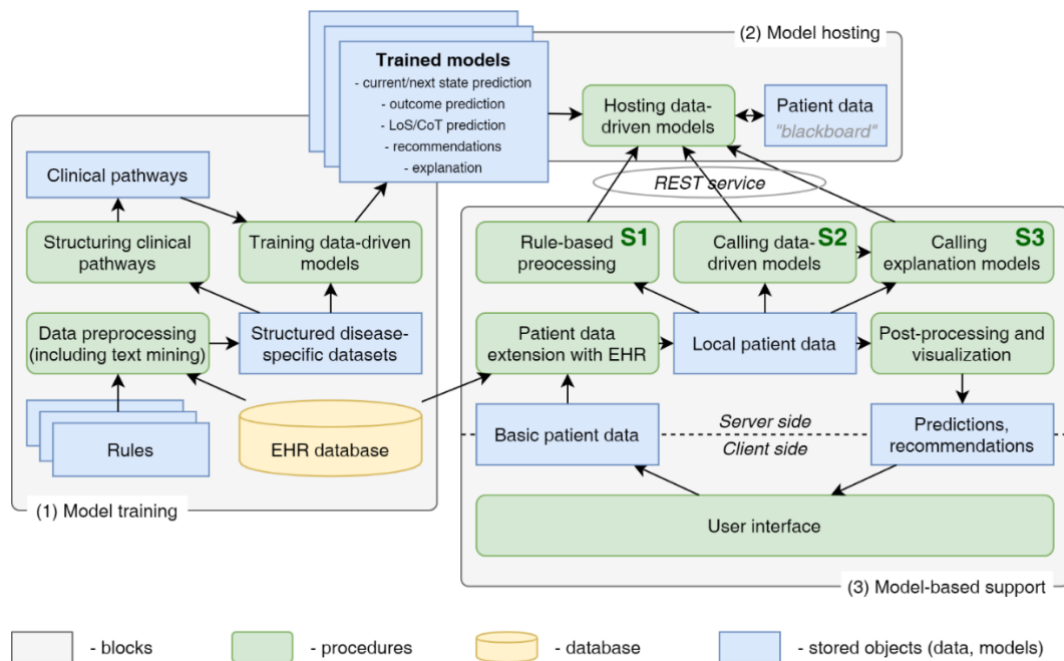 (2) Model hosting
Trained models
- current/next state prediction
- outcome prediction
- LoS/CoT prediction
- recommendations
- explanation
Hosting data-
driven models
Patient data
"blackboard"
REST service
Clinical pathways
Structuring clinical
pathways
Training data-driven
models
Data preprocessing
(including text mining)
Structured disease-
specific datasets
Rules
EHR database
(1) Model training
Rule-based
preocessing
S1
Calling data-
driven models
S2
Calling
explanation models
S3
Patient data
extension with EHR
Local patient data
Post-processing and
visualization
Basic patient data
Server side
Client side
Predictions,
recommendations
User interface
(3) Model-based support
- blocks
- procedures
- database
- stored objects (data, models)